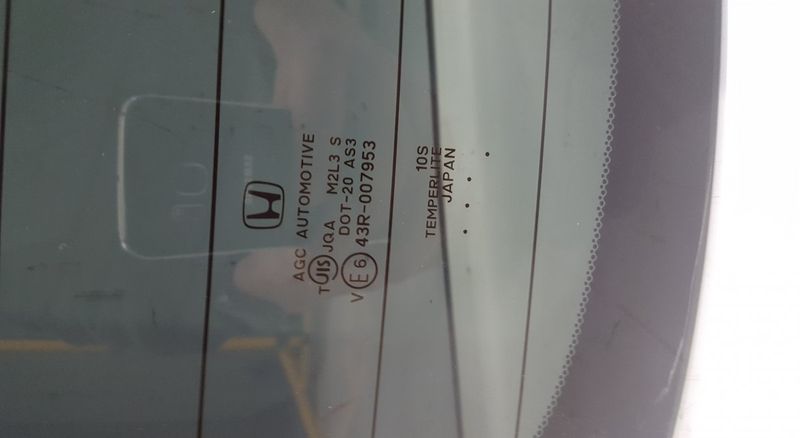 AGC AUTOMOTIVE
T JIS JQA M2L3 S
DOT-20 AS3
V E6 43R-007953
10S
TEMPERLITE
JAPAN